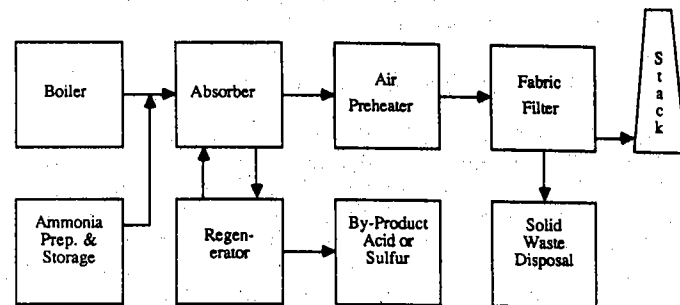 Boiler
Absorber
Air
Preheater
Fabric
Filter
Stack
Ammonia
Prep. &
Storage
Regen-
erator
By-Product
Acid or
Sulfur
Solid
Waste
Disposal